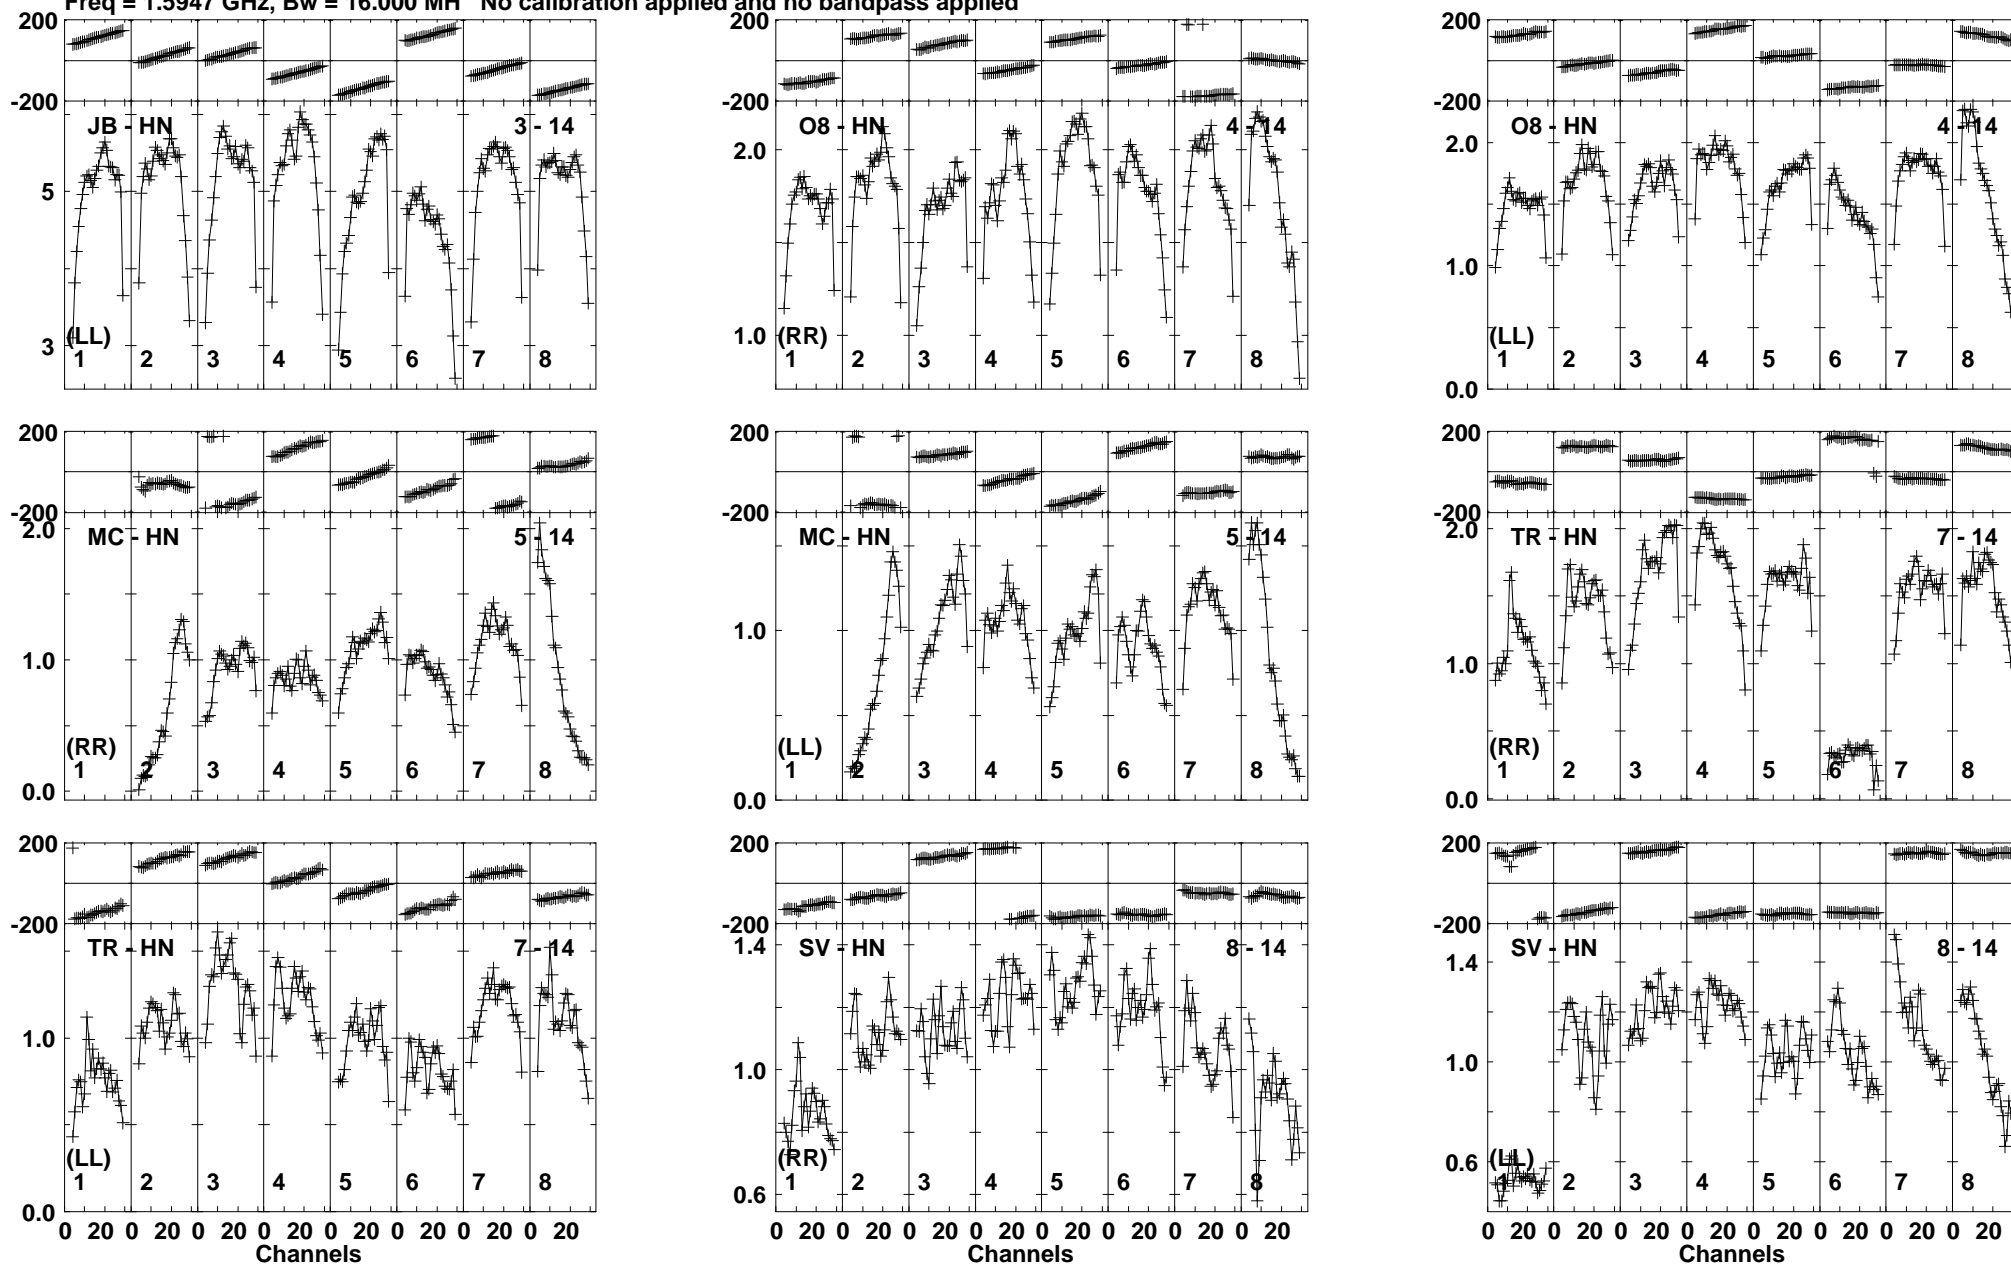 Freq = 1.5947 GHz, Bw = 16.000 MH No calibration applied and no bandpass applied
200 200 200
-200 -200 -200
JB - HN 3 - 14 O8 - HN 4 - 14 O8 - HN 4 - 14
5 2.0 2.0
3 1.0 1.0
0.0
(LL) (RR) (LL)
1 2 3 4 5 6 7 8 1 2 3 4 5 6 7 8 1 2 3 4 5 6 7 8
200 200 200
-200 -200 -200
MC - HN 5 - 14 MC - HN 5 - 14 TR - HN 7 - 14
2.0 2.0
1.0 1.0 1.0
0.0 0.0 0.0
(RR) (LL) (RR)
1 2 3 4 5 6 7 8 1 2 3 4 5 6 7 8 1 2 3 4 5 6 7 8
200 200 200
-200 -200 -200
TR - HN 7 - 14 SV - HN 8 - 14 SV - HN 8 - 14
1.4 1.4
1.0 1.0 1.0
0.0 0.6 0.6
(LL) (RR) (LL)
1 2 3 4 5 6 7 8 1 2 3 4 5 6 7 8 1 2 3 4 5 6 7 8
0 20 0 20 0 20 0 20 0 20 0 20 0 20 0 20 0 20 0 20 0 20 0 20 0 20 0 20 0 20 0 20 0 20 0 20 0 20 0 20 0 20 0 20 0 20 0 20
Channels Channels Channels